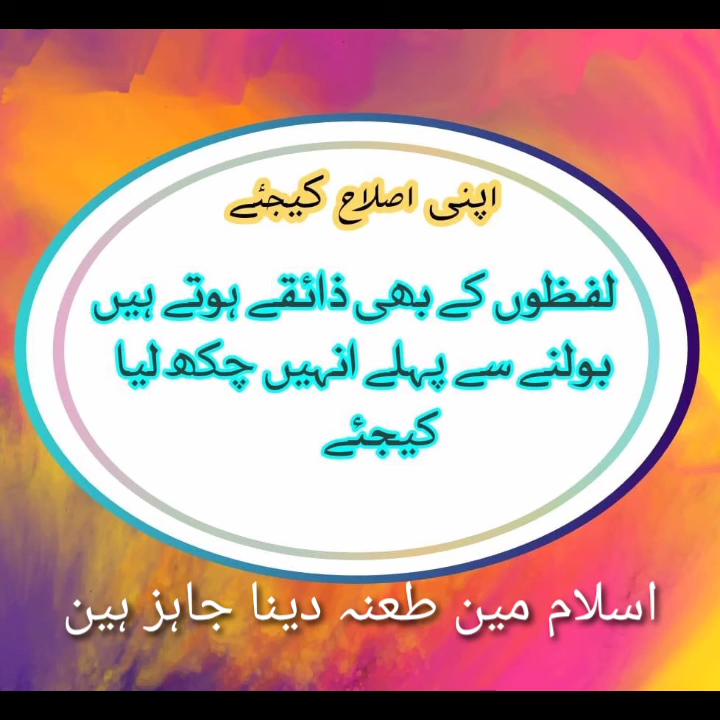 اپنی اصلاح کیجئے
لفظوں کے بھی ذائقے ہوتے ہیں
بولنے سے پہلے انہیں چکھ لیا
کیجئے
اسلام مین طعنہ دینا جاہز ہین